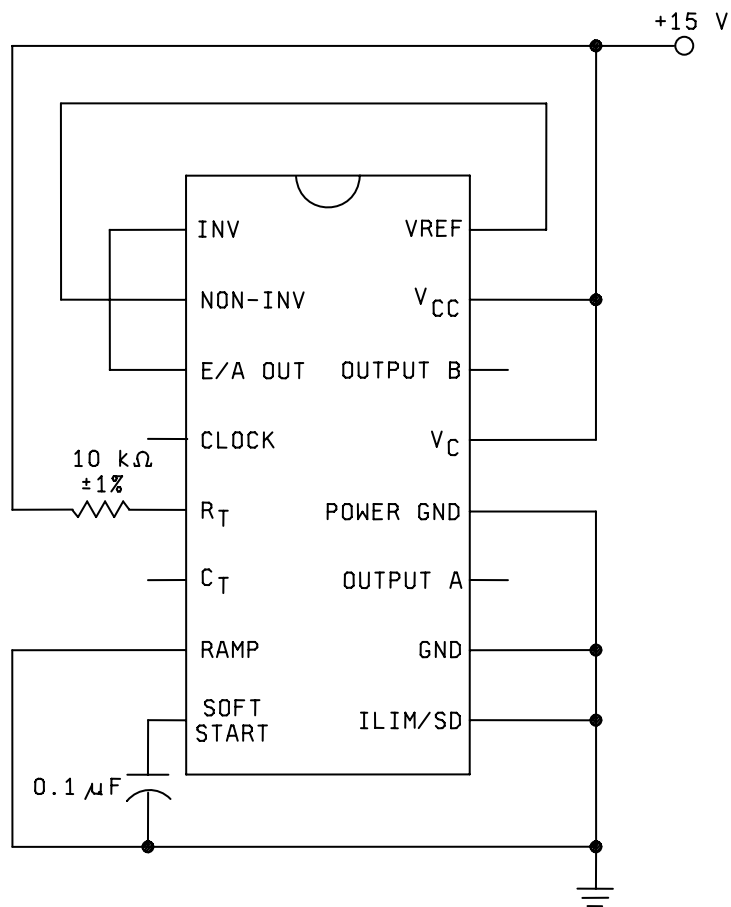 +15 V
INV
VREF
NON-INV
VCC
E/A OUT
OUTPUT B
CLOCK
VC
10 kΩ
±1%
RT
POWER GND
CT
OUTPUT A
RAMP
GND
SOFT
START
ILIM/SD
0.1 µF